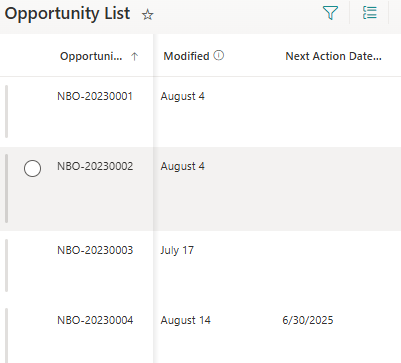 Opportunity List
Opportuni... Modified Next Action Date...
NBO-20230001 August 4
NBO-20230002 August 4
NBO-20230003 July 17
NBO-20230004 August 14 6/30/2025